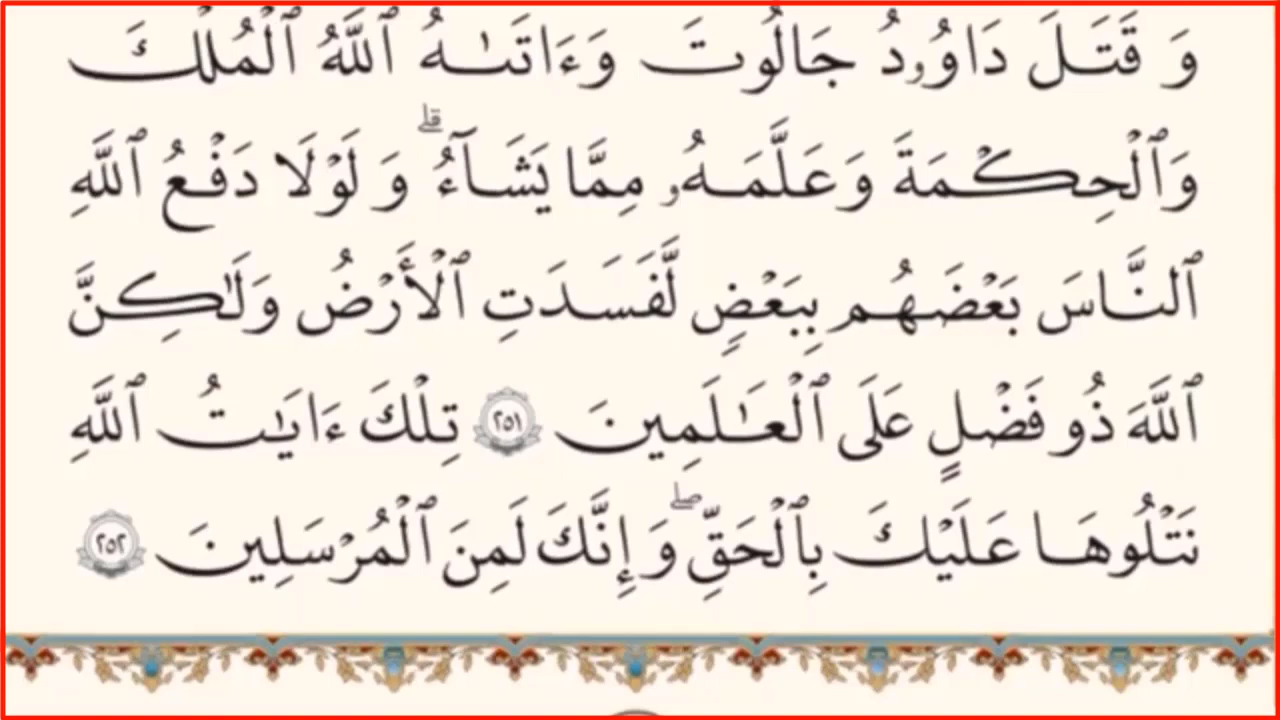 وَ قَتَلَ دَاوُۥدُ جَالُوتَ وَءَاتَىٰهُ ٱللَّهُ ٱلْمُلْكَ
وَٱلْحِكْمَةَ وَعَلَّمَهُۥ مِمَّا يَشَآءُ ۗ وَ لَوْلَا دَفْعُ ٱللَّهِ
ٱلنَّاسَ بَعْضَهُم بِبَعْضٍ لَّفَسَدَتِ ٱلْأَرْضُ وَلَٰكِنَّ
ٱللَّهَ ذُو فَضْلٍ عَلَى ٱلْعَٰلَمِينَ ٢٥١ تِلْكَ ءَايَٰتُ ٱللَّهِ
نَتْلُوهَا عَلَيْكَ بِٱلْحَقِّ ۖ وَ إِنَّكَ لَمِنَ ٱلْمُرْسَلِينَ ٢٥٢